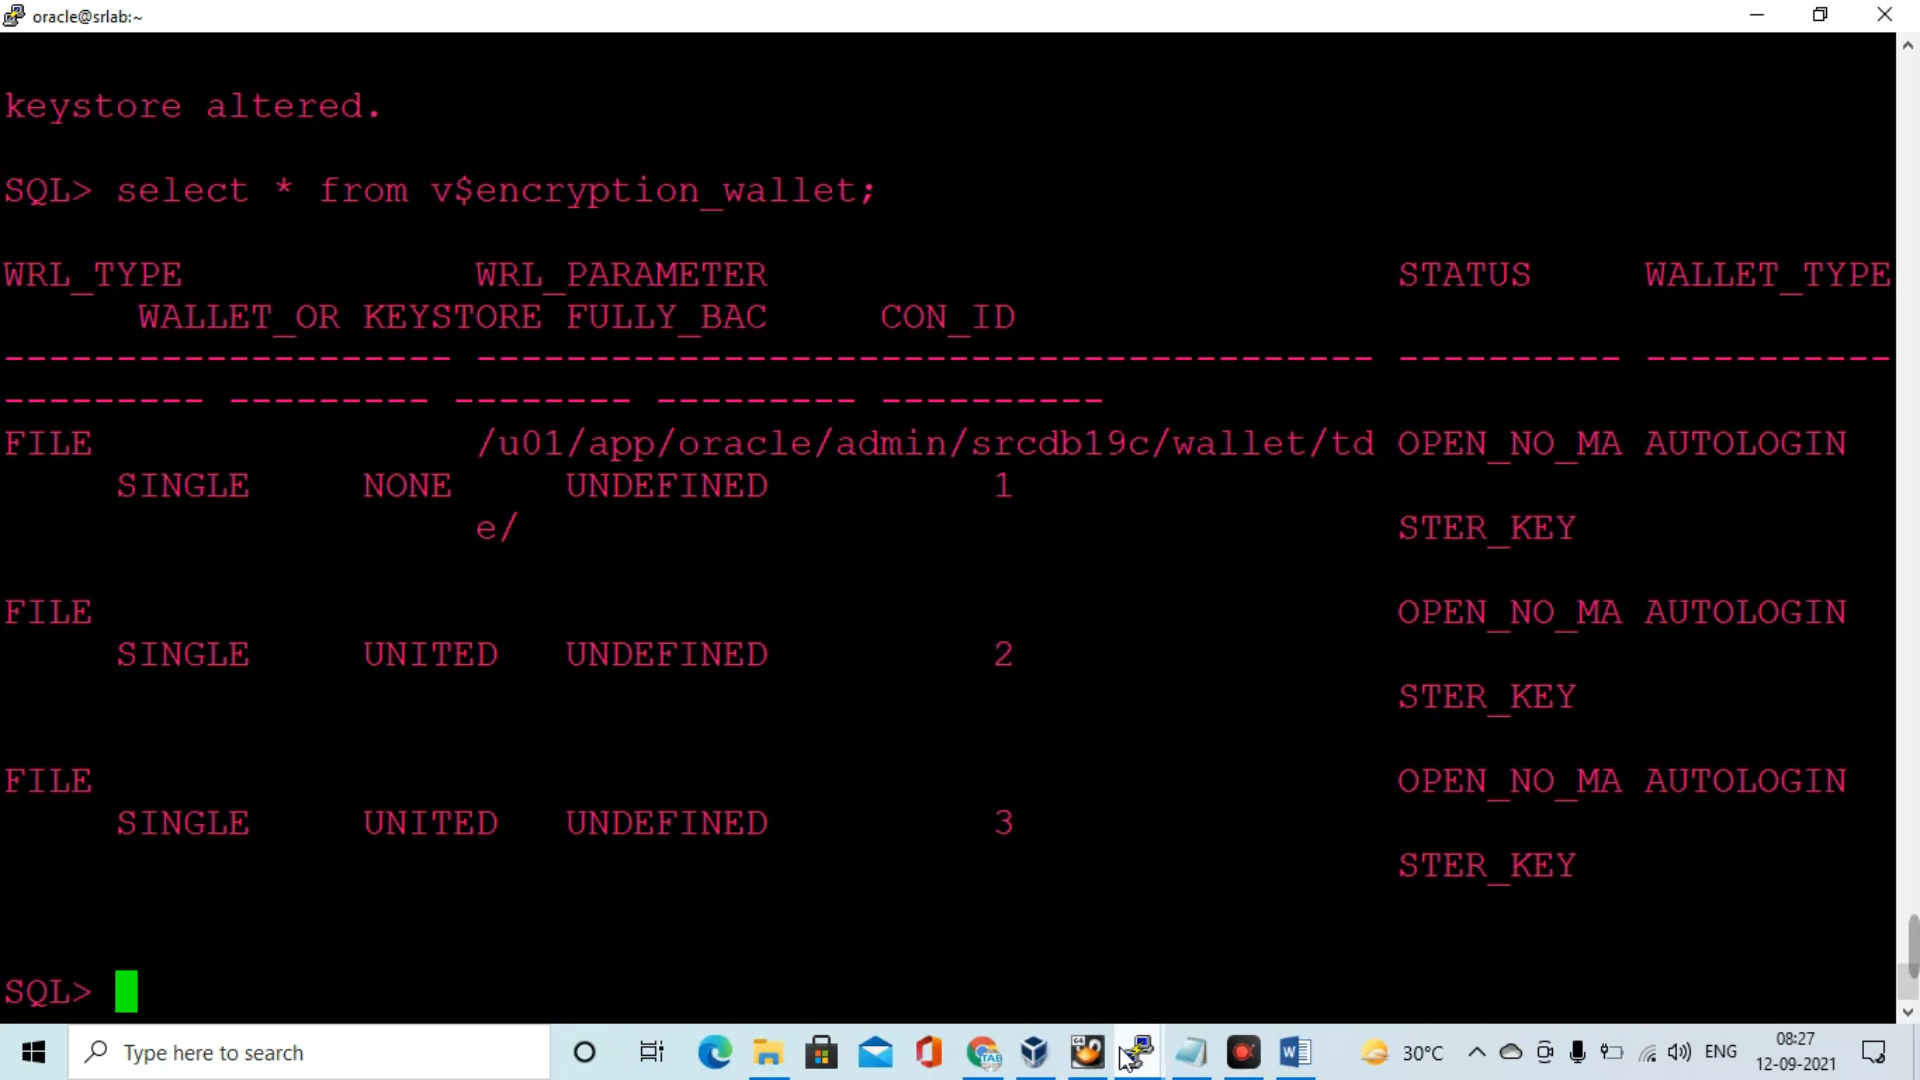 oracle@srlab:~
keystore altered.
SQL> select * from v$encryption_wallet;
WRL_TYPE WRL_PARAMETER STATUS WALLET_TYPE
WALLET_OR KEYSTORE FULLY_BAC CON_ID
-------------------- ---------------------------------------- ---------- -----------
--------- --------- -------- --------- ----------
FILE /u01/app/oracle/admin/srcdb19c/wallet/td OPEN_NO_MA AUTOLOGIN
SINGLE NONE UNDEFINED 1
e/ STER_KEY
FILE OPEN_NO_MA AUTOLOGIN
SINGLE UNITED UNDEFINED 2
STER_KEY
FILE OPEN_NO_MA AUTOLOGIN
SINGLE UNITED UNDEFINED 3
STER_KEY
SQL>
Type here to search
TAB
64
30°C
ENG
08:27
12-09-2021